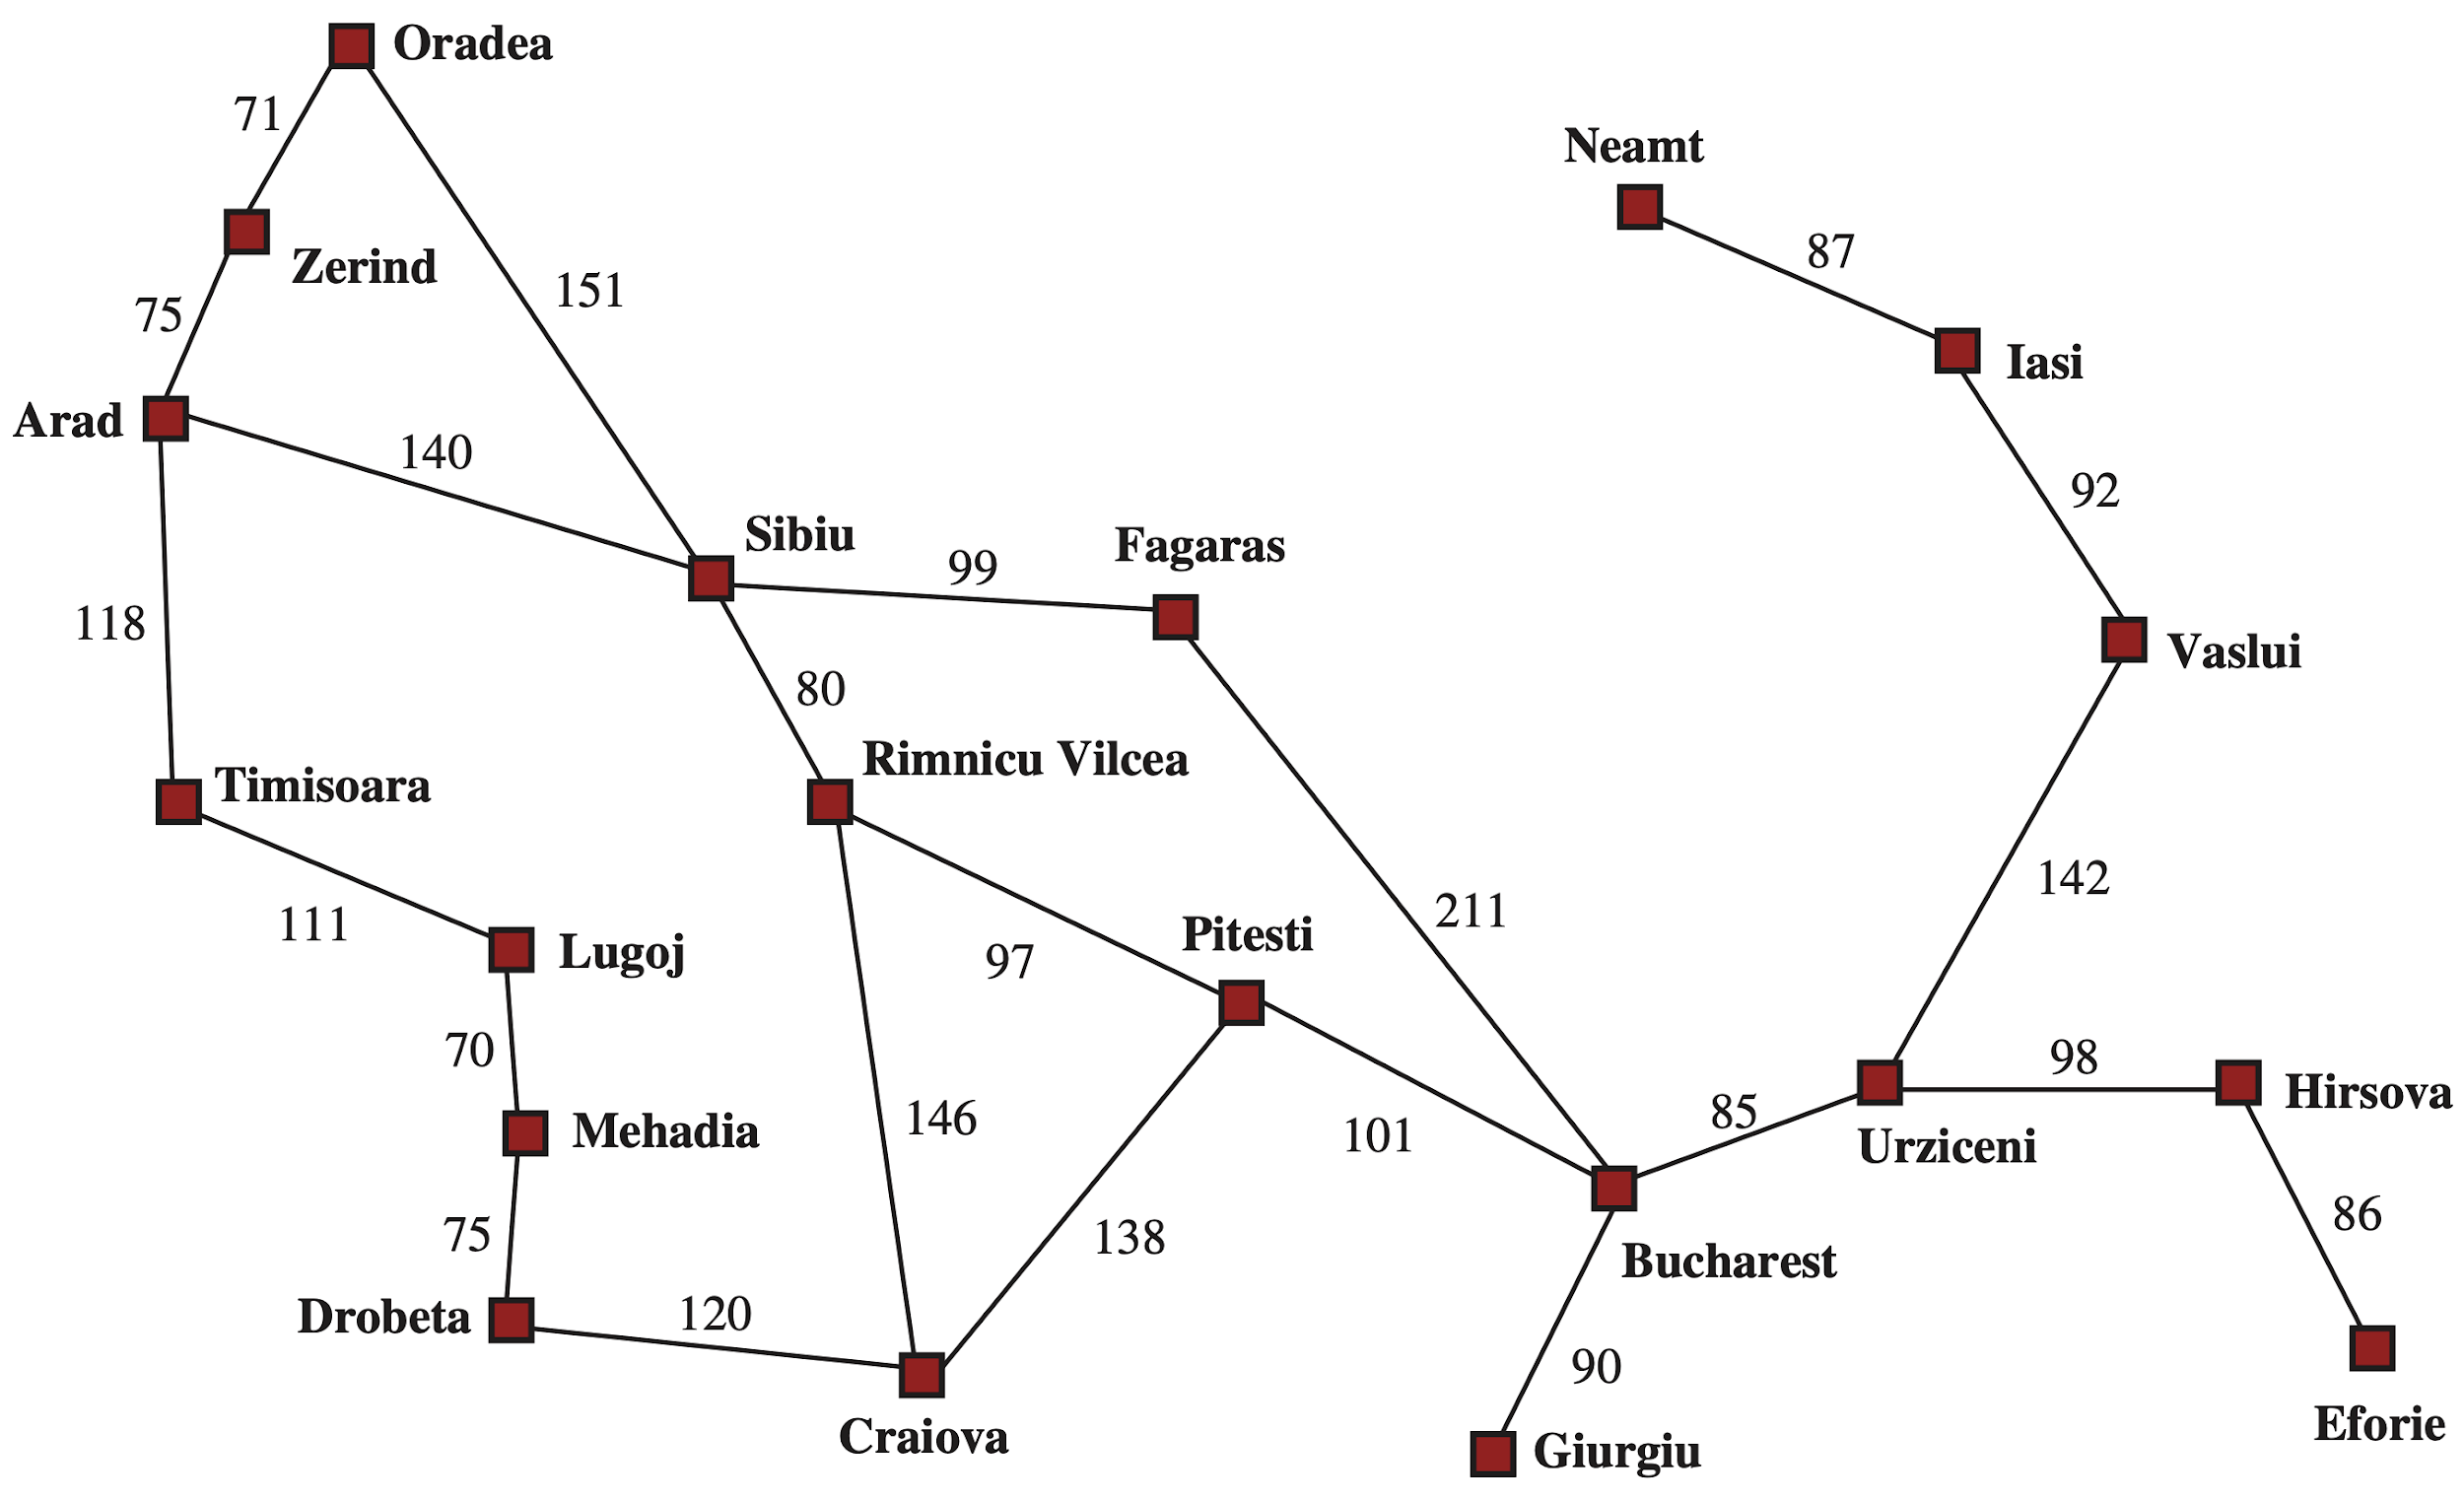 Oradea
71
Neamt
87
Zerind
151
75
Iasi
Arad
140
92
Sibiu
99
Fagaras
118
Vaslui
80
Timisoara
Rimnicu Vilcea
142
111
Lugoj
97
Pitesti
211
70
Mehadia
146
101
85
98
Hirsova
Urziceni
75
138
86
Bucharest
Drobeta
120
90
Craiova
Giurgiu
Eforie